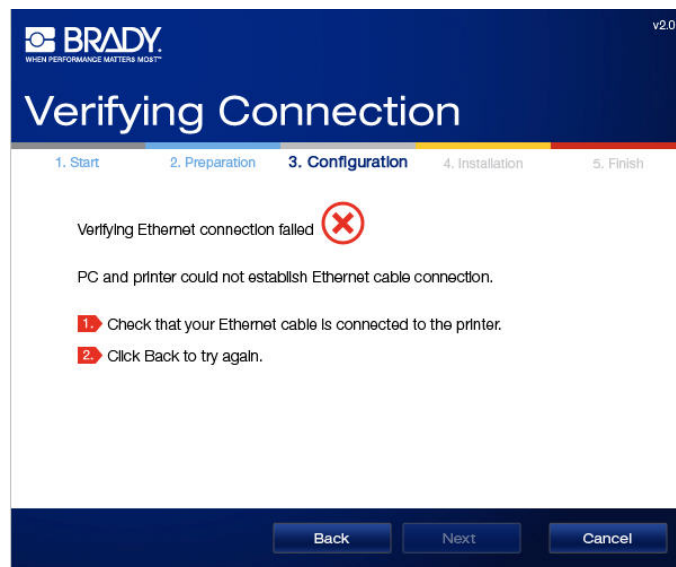 v2.0
BRADY.
WHEN PERFORMANCE MATTERS MOST™
Verifying Connection
1. Start 2. Preparation 3. Configuration 4. Installation 5. Finish
Verifying Ethernet connection failed
PC and printer could not establish Ethernet cable connection.
1. Check that your Ethernet cable is connected to the printer.
2. Click Back to try again.
Back Next Cancel